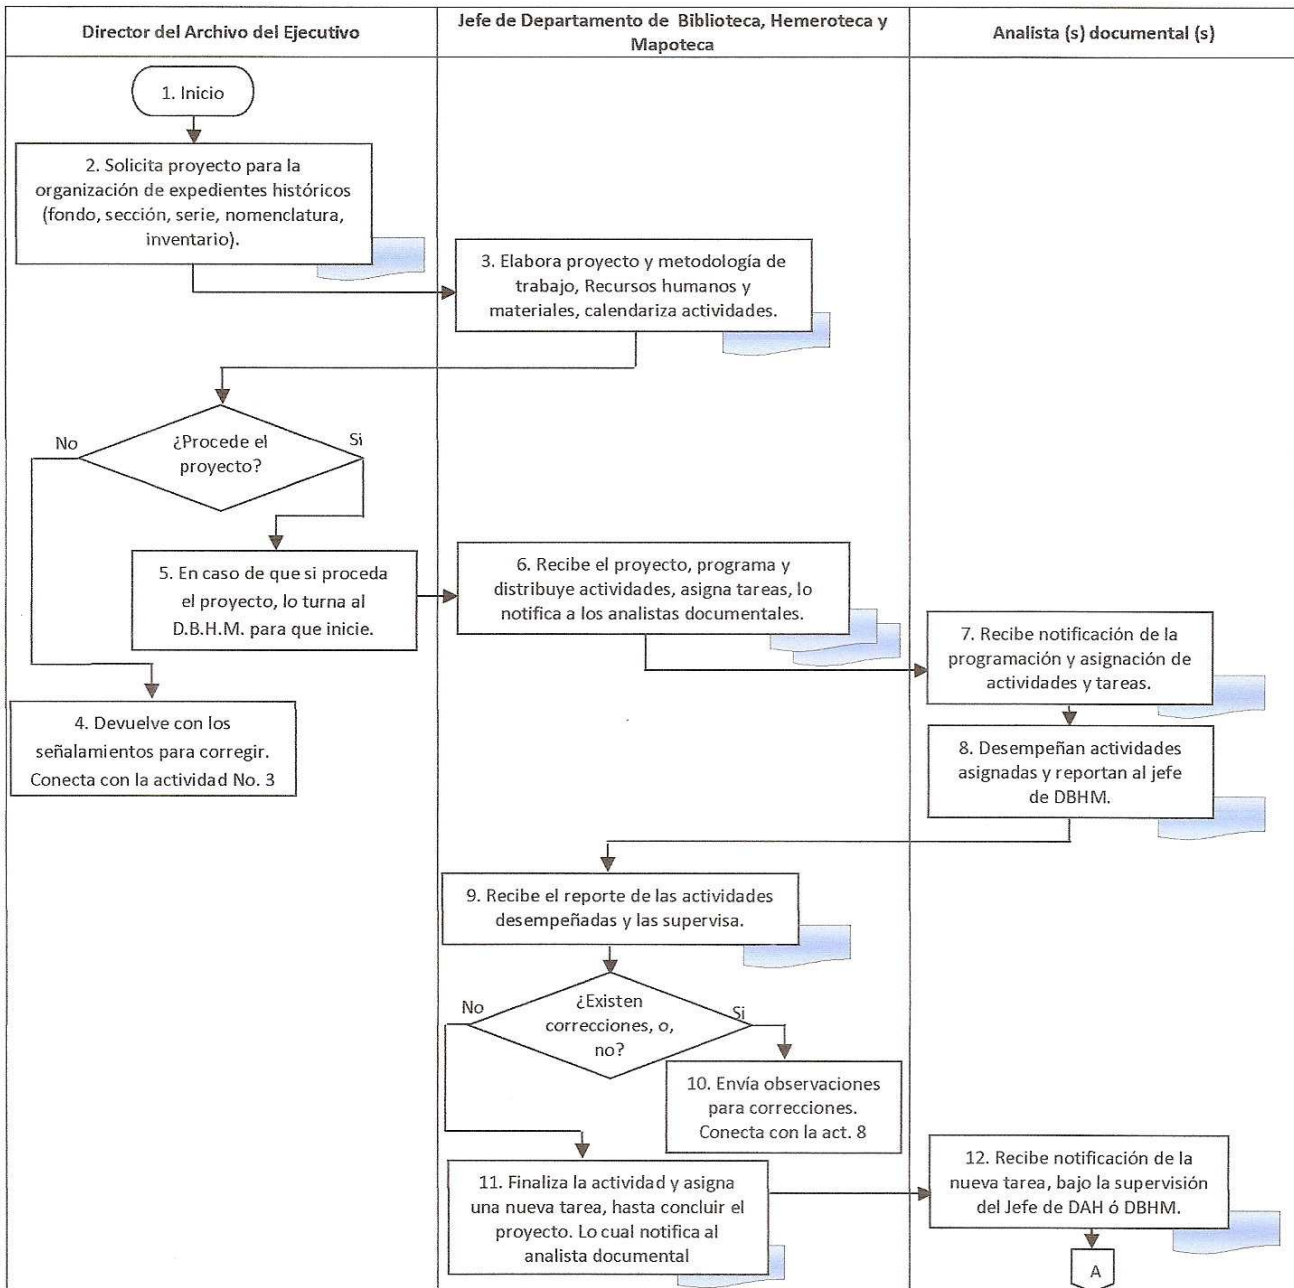 Director del Archivo del Ejecutivo
Jefe de Departamento de Biblioteca, Hemeroteca y
Mapoteca
Analista (s) documental (s)
1. Inicio
2. Solicita proyecto para la
organización de expedientes históricos
(fondo, sección, serie, nomenclatura,
inventario).
3. Elabora proyecto y metodología de
trabajo, Recursos humanos y
materiales, calendariza actividades.
¿Procede el
proyecto?
No
Si
5. En caso de que si proceda
el proyecto, lo turna al
D.B.H.M. para que inicie.
6. Recibe el proyecto, programa y
distribuye actividades, asigna tareas, lo
notifica a los analistas documentales.
7. Recibe notificación de la
programación y asignación de
actividades y tareas.
4. Devuelve con los
señalamientos para corregir.
Conecta con la actividad No. 3
8. Desempeñan actividades
asignadas y reportan al jefe
de DBHM.
9. Recibe el reporte de las actividades
desempeñadas y las supervisa.
No
¿Existen
correcciones, o,
no?
Si
10. Envía observaciones
para correcciones.
Conecta con la act. 8
11. Finaliza la actividad y asigna
una nueva tarea, hasta concluir el
proyecto. Lo cual notifica al
analista documental
12. Recibe notificación de la
nueva tarea, bajo la supervisión
del Jefe de DAH ó DBHM.
A